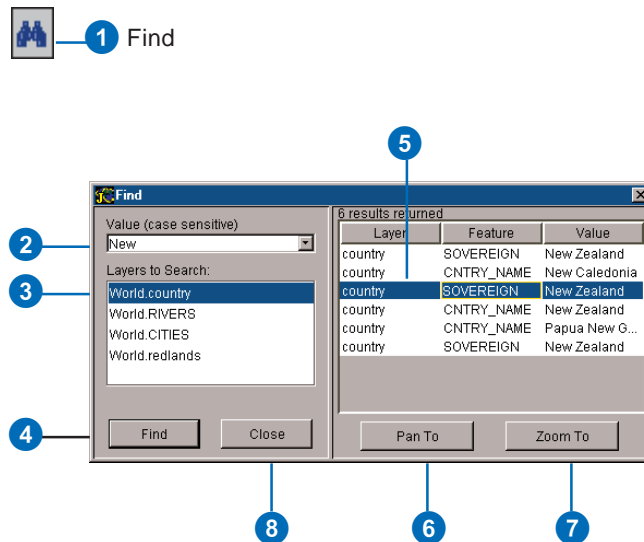 1 Find
5
Find
Value (case sensitive)
2 New
Layers to Search:
3 World.country
World.RIVERS
World.CITIES
World.redlands
4 Find Close
6 results returned
Layer Feature Value
country SOVEREIGN New Zealand
country CNTRY_NAME New Caledonia
country SOVEREIGN New Zealand
country CNTRY_NAME New Zealand
country CNTRY_NAME Papua New G...
country SOVEREIGN New Zealand
Pan To Zoom To
8 6 7